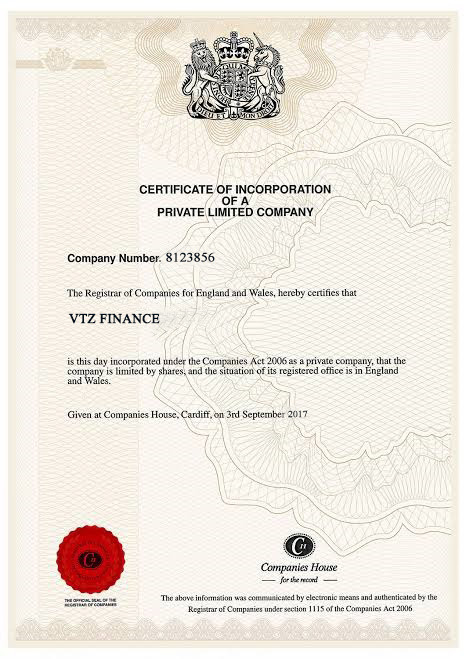 DIEU ET MON DROIT
CERTIFICATE OF INCORPORATION
OF A
PRIVATE LIMITED COMPANY
Company Number. 8123856
The Registrar of Companies for England and Wales, hereby certifies that
VTZ FINANCE
is this day incorporated under the Companies Act 2006 as a private company, that the
company is limited by shares, and the situation of its registered office is in England
and Wales.
Given at Companies House, Cardiff, on 3rd September 2017
CH
THE OFFICIAL SEAL OF THE
REGISTRAR OF COMPANIES
CH
Companies House
for the record
The above information was communicated by electronic means and authenticated by the
Registrar of Companies under section 1115 of the Companies Act 2006